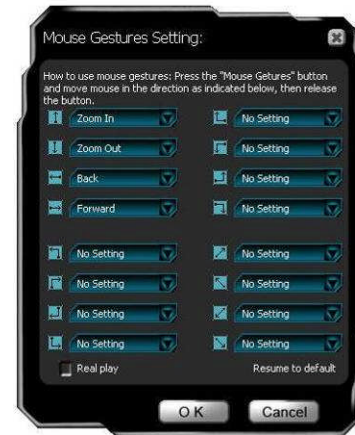 Mouse Gestures Setting:
How to use mouse gestures: Press the "Mouse Getures" button
and move mouse in the direction as indicated below, then release
the button.
Zoom In No Setting
Zoom Out No Setting
Back No Setting
Forward No Setting
No Setting No Setting
No Setting No Setting
No Setting No Setting
No Setting No Setting
Real play Resume to default
OK Cancel